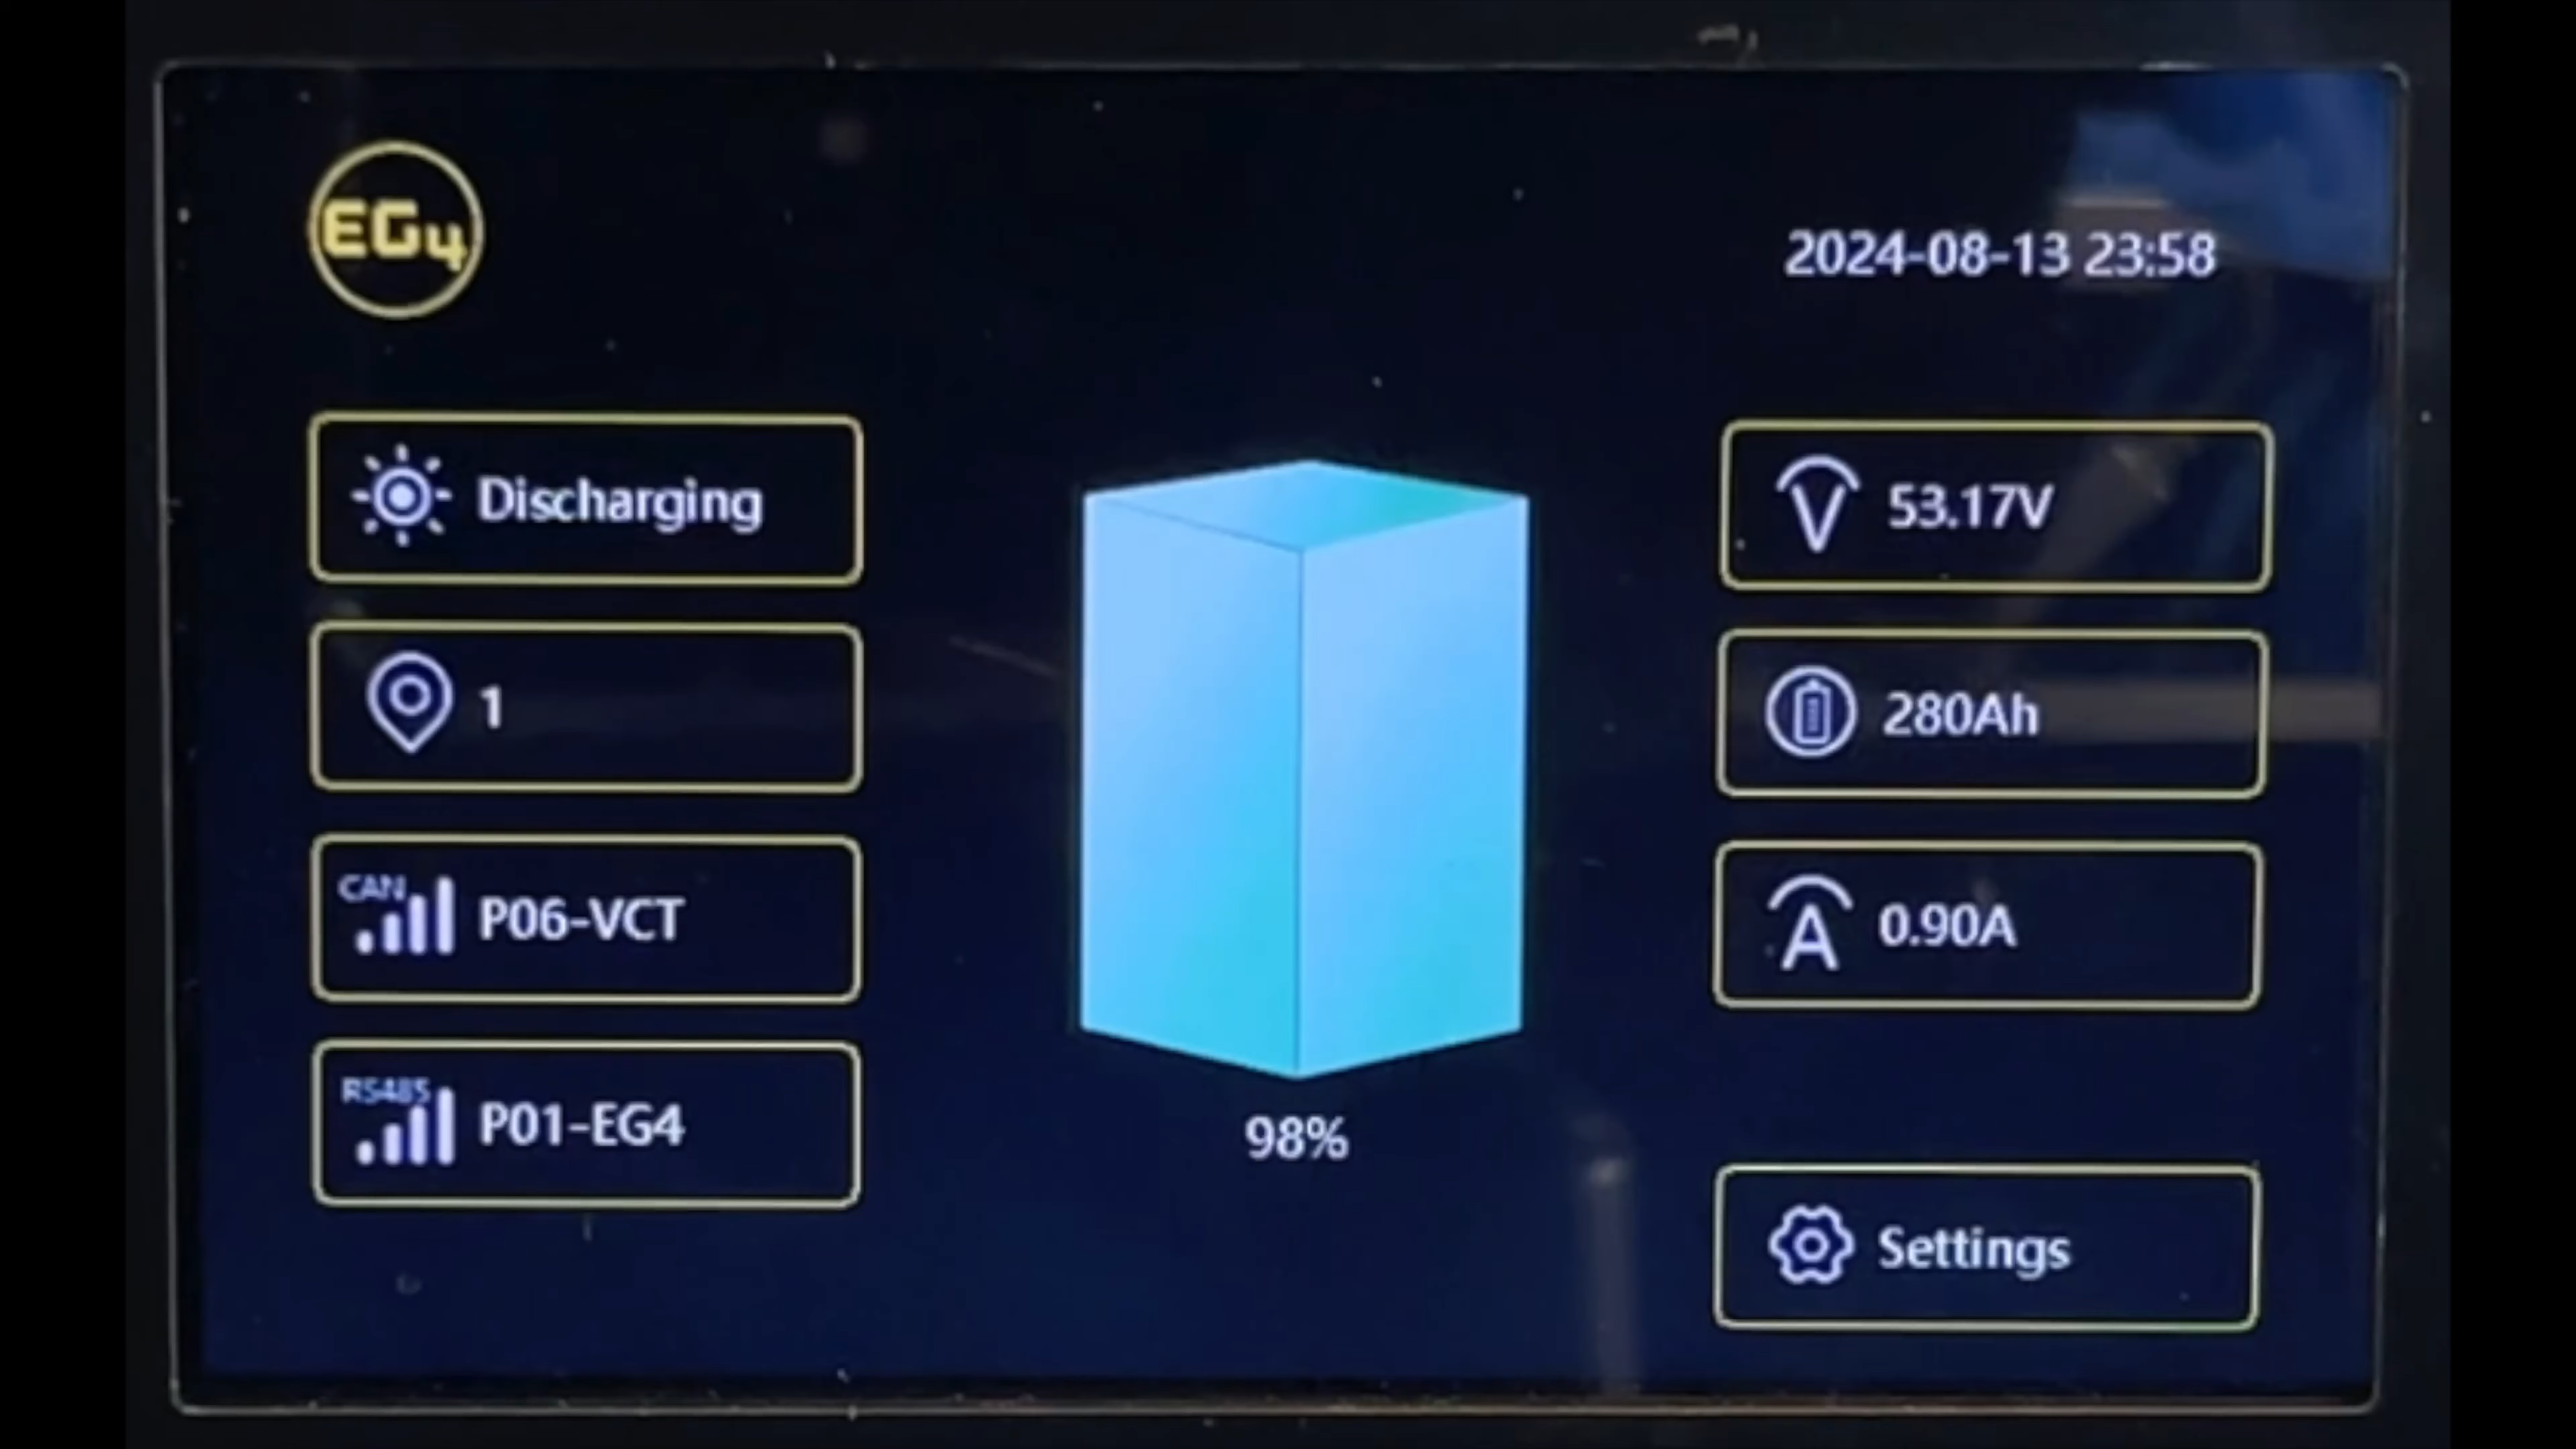 EG4
2024-08-13 23:58
Discharging
1
CAN
P06-VCT
RS485
P01-EG4
98%
V
53.17V
280Ah
A
0.90A
Settings